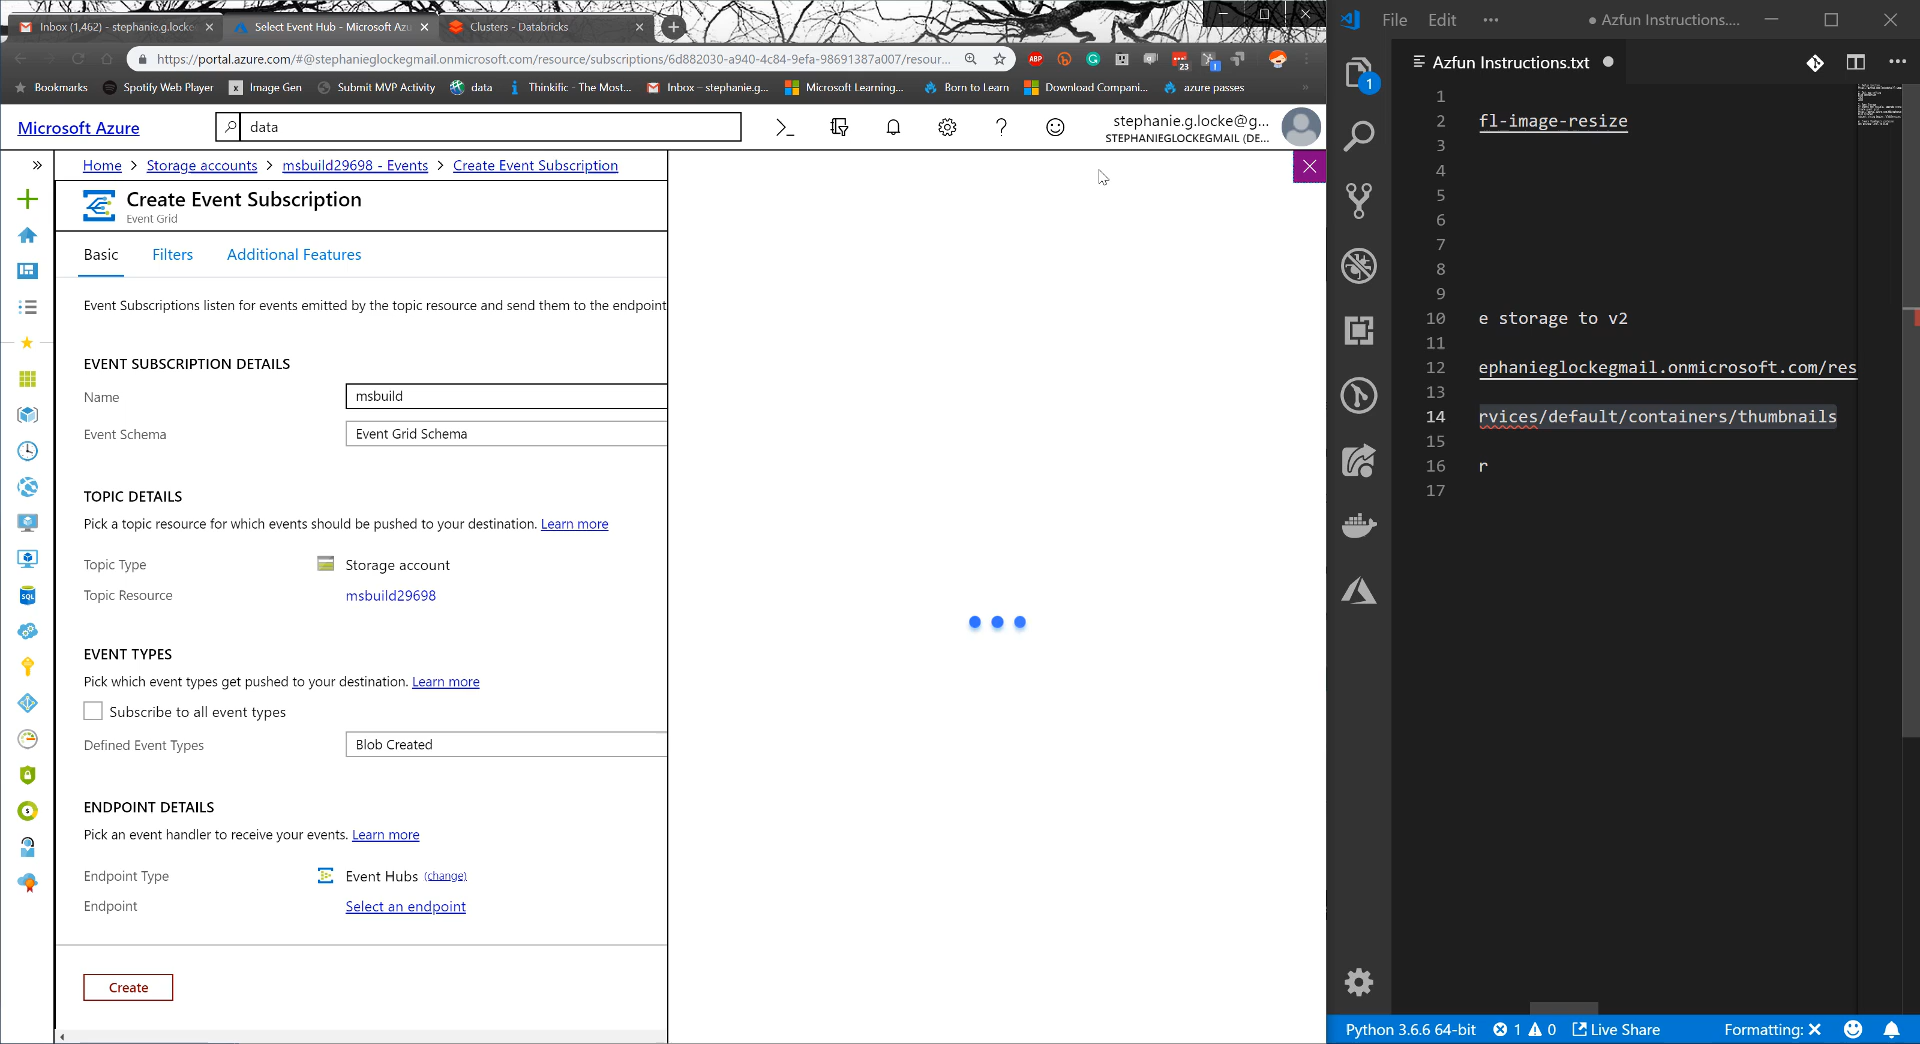 Inbox (1,462) - stephanie.g.locke
Select Event Hub - Microsoft Azu
Clusters - Databricks
https://portal.azure.com/#@stephanieglockegmail.onmicrosoft.com/resource/subscriptions/6d882030-a940-4c84-9efa-98691387a007/resour...
23
1
Bookmarks
Spotify Web Player
Image Gen
Submit MVP Activity
data
Thinkific - The Most...
Inbox – stephanie.g...
Microsoft Learning...
Born to Learn
Download Compani...
azure passes
»
Microsoft Azure
data
stephanie.g.locke@g...
STEPHANIEGLOCKEGMAIL (DE...
Home > Storage accounts > msbuild29698 - Events > Create Event Subscription
Create Event Subscription
Event Grid
Basic
Filters
Additional Features
Event Subscriptions listen for events emitted by the topic resource and send them to the endpoint
EVENT SUBSCRIPTION DETAILS
Name
msbuild
Event Schema
Event Grid Schema
TOPIC DETAILS
Pick a topic resource for which events should be pushed to your destination. Learn more
Topic Type
Storage account
Topic Resource
msbuild29698
EVENT TYPES
Pick which event types get pushed to your destination. Learn more
Subscribe to all event types
Defined Event Types
Blob Created
ENDPOINT DETAILS
Pick an event handler to receive your events. Learn more
Endpoint Type
Event Hubs (change)
Endpoint
Select an endpoint
Create
SQL
File
Edit
...
● Azfun Instructions....
Azfun Instructions.txt
1
1
2 fl-image-resize
3
4
5
6
7
8
9
10 e storage to v2
11
12 ephanieglockegmail.onmicrosoft.com/res
13
14 rvices/default/containers/thumbnails
15
16 r
17
Python 3.6.6 64-bit
1
0
Live Share
Formatting: ✕